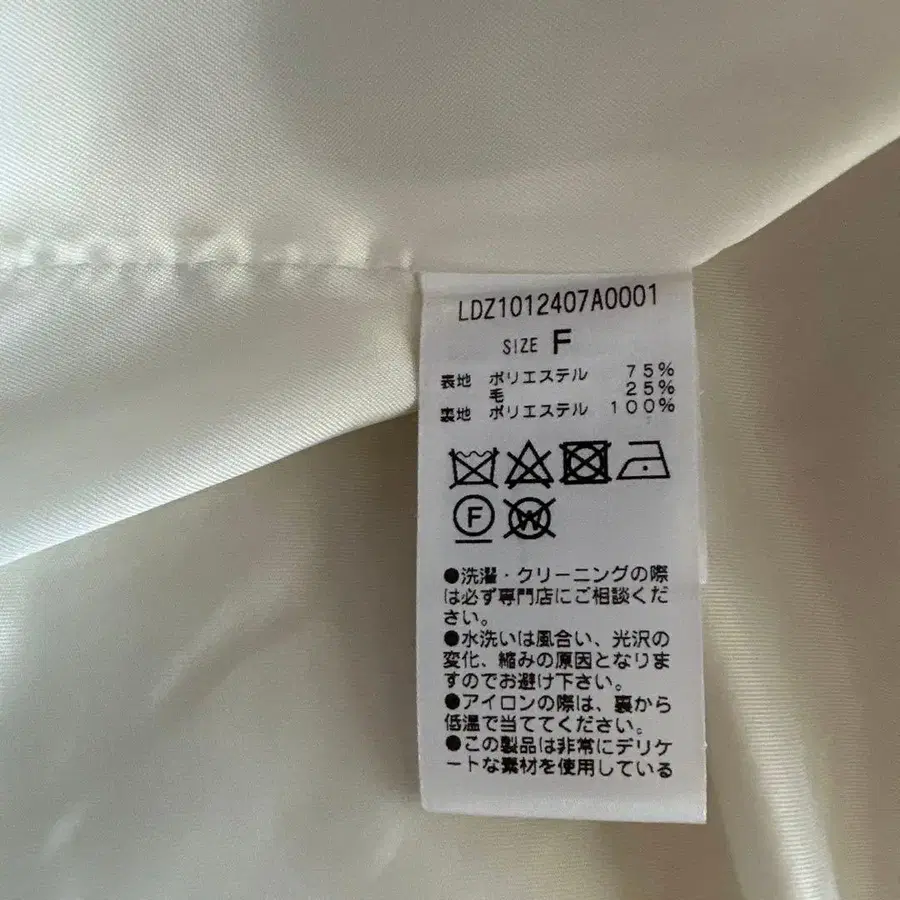 LDZ1012407A0001
SIZE F
表地 ポリエステル 75%
毛 25%
裏地 ポリエステル 100%
F W
●洗濯・クリーニングの際
は必ず専門店にご相談くだ
さい。
●水洗いは風合い、光沢の
変化、縮みの原因となりま
すのでお避け下さい。
●アイロンの際は、裏から
低温で当ててください。
●この製品は非常にデリケ
ートな素材を使用している